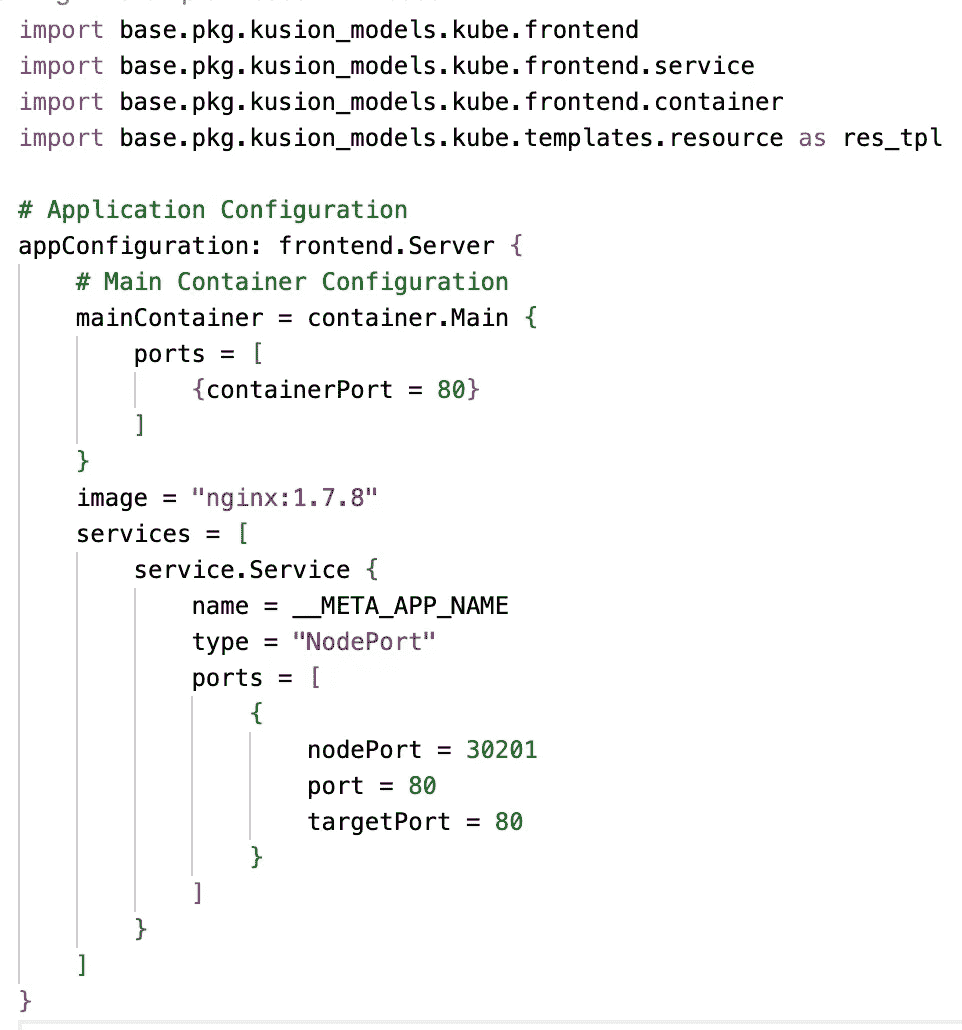 import base.pkg.kusion_models.kube.frontend
import base.pkg.kusion_models.kube.frontend.service
import base.pkg.kusion_models.kube.frontend.container
import base.pkg.kusion_models.kube.templates.resource as res_tpl

# Application Configuration
appConfiguration: frontend.Server {
    # Main Container Configuration
    mainContainer = container.Main {
        ports = [
            {containerPort = 80}
        ]
    }
    image = "nginx:1.7.8"
    services = [
        service.Service {
            name = __META_APP_NAME
            type = "NodePort"
            ports = [
                {
                    nodePort = 30201
                    port = 80
                    targetPort = 80
                }
            ]
        }
    ]
}